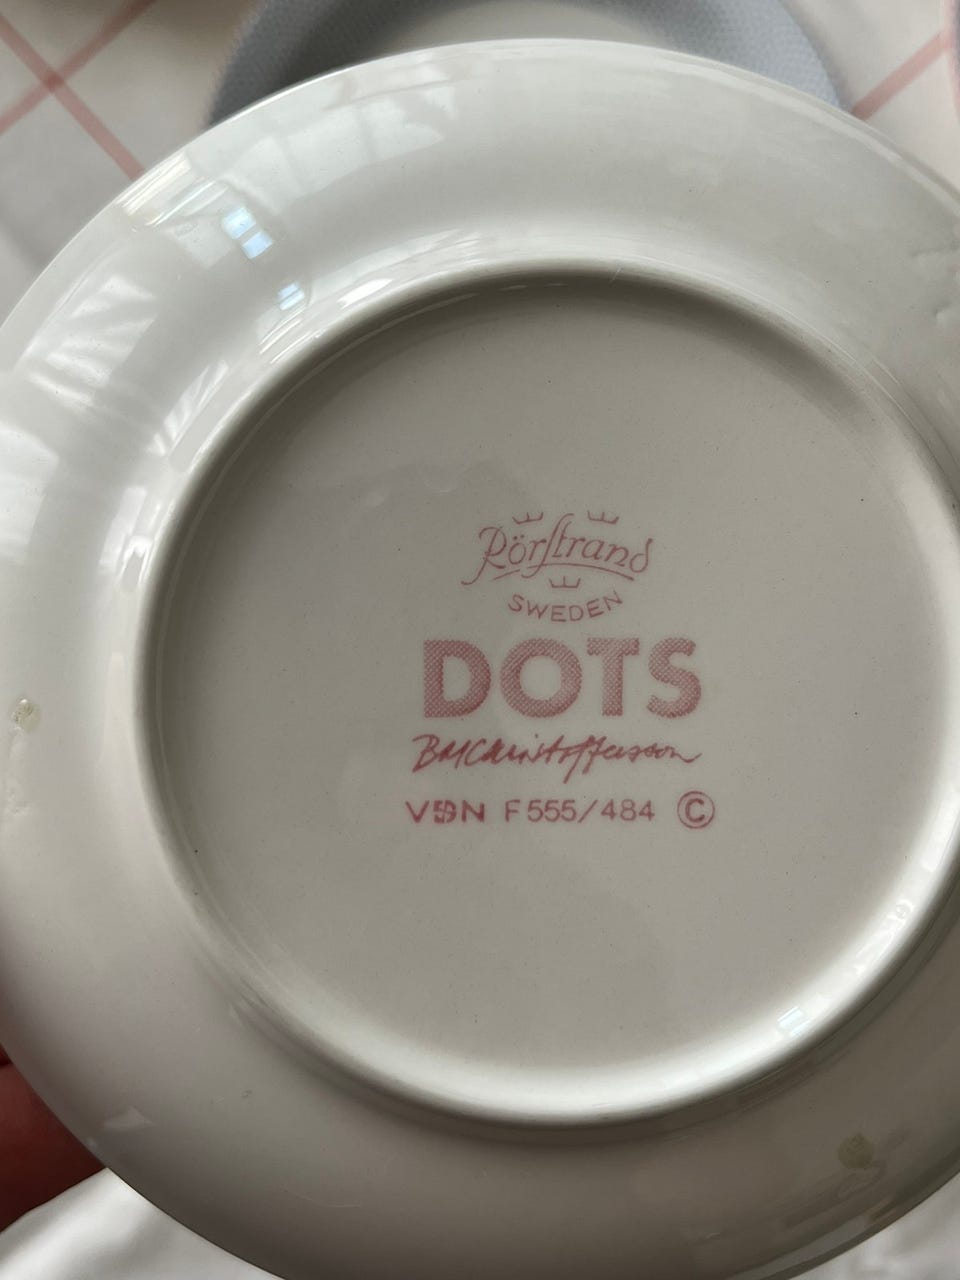 Rörstrand
SWEDEN
DOTS
BMChristoffersson
VDN F555/484 ©